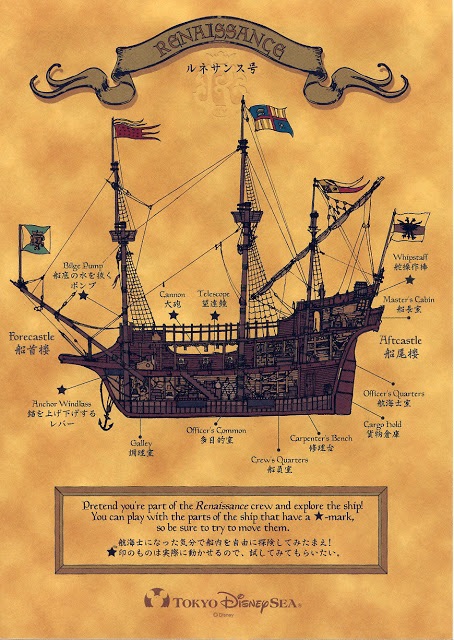 RENAISSANCE
ルネサンス号
Bilge Pump
船底の水を抜く
ポンプ
★
Cannon
大砲
★
Telescope
望遠鏡
★
Whipstaff
舵操作棒
★
Master's Cabin
船長室
Forecastle
船首楼
Aftcastle
船尾楼
★
Anchor Windlass
錨を上げ下げする
レバー
Officer's Quarters
航海士室
Cargo hold
貨物倉庫
Galley
調理室
Officer's Common
多目的室
Crew's Quarters
船員室
Carpenter's Bench
修理台
Pretend you're part of the Renaissance crew and explore the ship!
You can play with the parts of the ship that have a ★-mark,
so be sure to try to move them.
航海士になった気分で船内を自由に探険してみたまえ!
★印のものは実際に動かせるので、試してみてもらいたい。
TOKYO DISNEY SEA®
©Disney